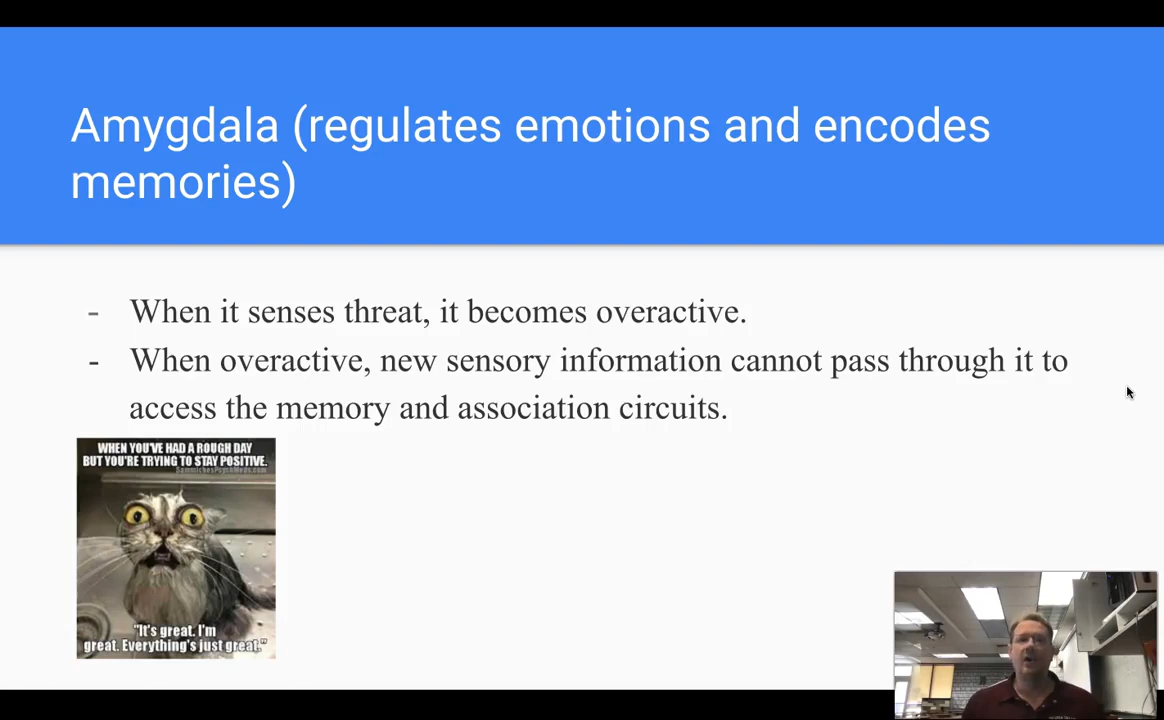 Amygdala (regulates emotions and encodes
memories)
- When it senses threat, it becomes overactive.
- When overactive, new sensory information cannot pass through it to
access the memory and association circuits.
WHEN YOU'VE HAD A ROUGH DAY
BUT YOU'RE TRYING TO STAY POSITIVE.
"It's great. I'm
great. Everything's just great."